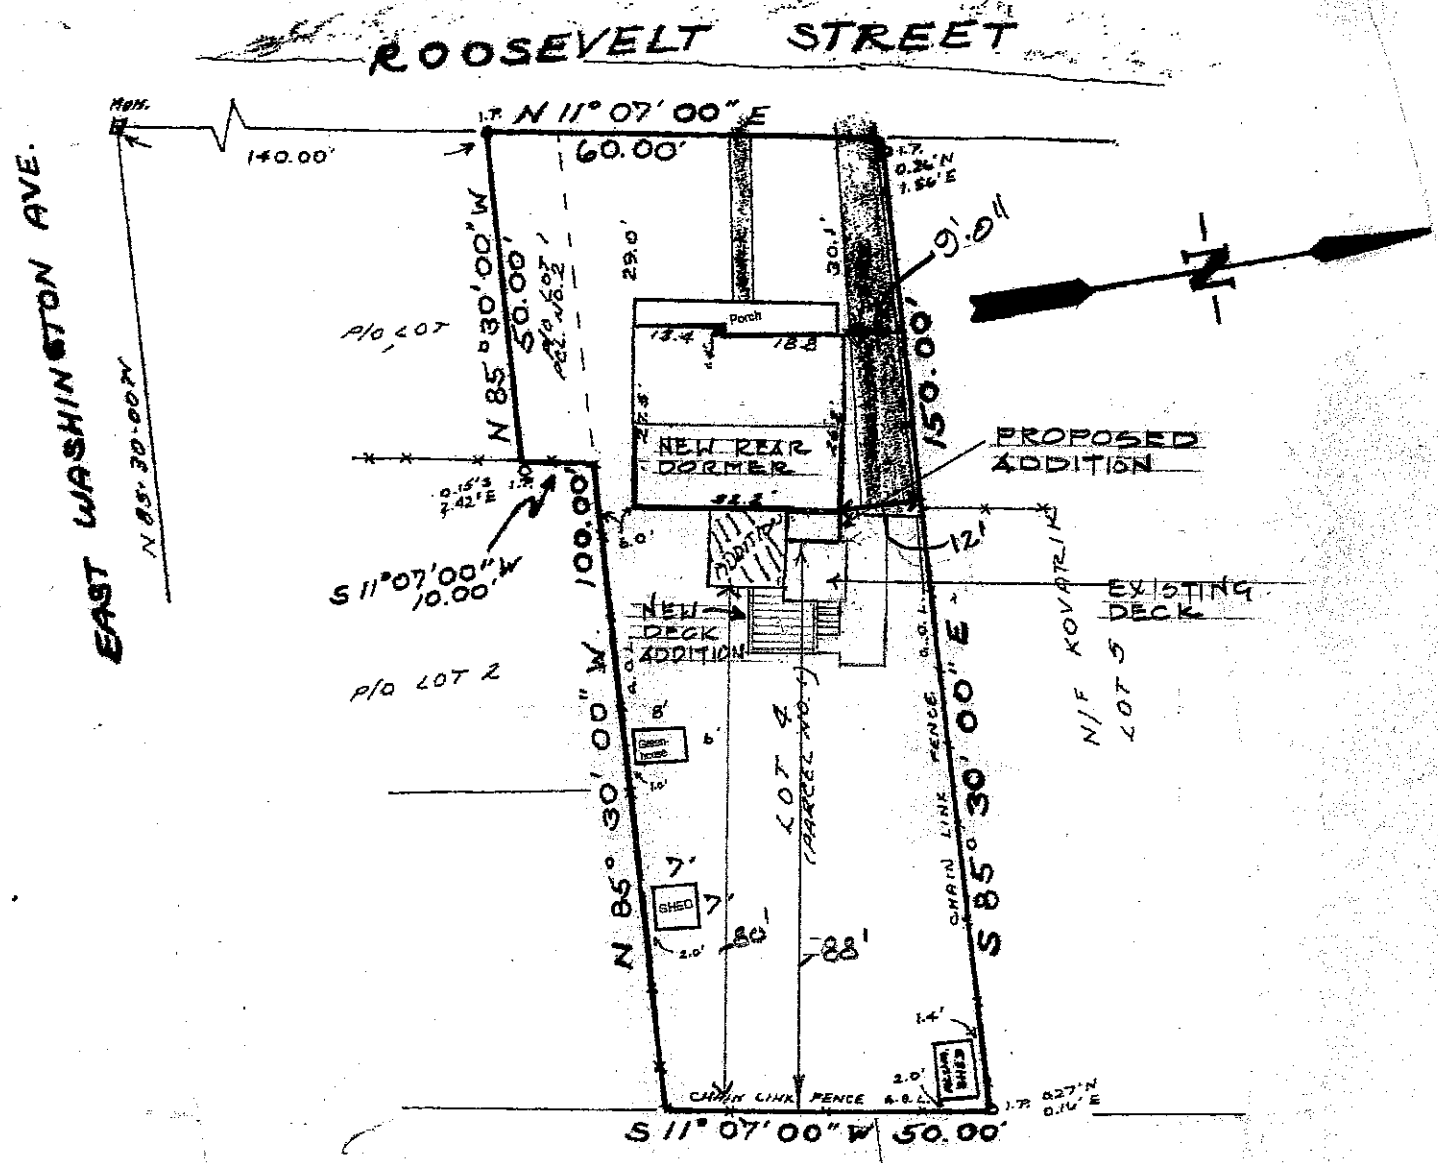 ROOSEVELT STREET
Mon.
I.P.
N 11° 07' 00" E
140.00'
60.00'
I.P.
0.26'N
1.56'E
EAST WASHINGTON AVE.
N 85-30-00W
N 85°30'00"W
50.00'
P/O LOT 1
PCL. NO. 2
29.0'
30.1'
9'.0"
N
P/O LOT
Porch
13.4
18.8
150.00'
27.5'
NEW REAR
DORMER
PROPOSED
ADDITION
0.15'S
7.42'E
I.P.
100.00'
ADDITION
12'
S 11°07'00" W
10.00'
EXISTING
DECK
NEW
DECK
ADDITION
KOVARIK
N/F
LOT 5
P/O LOT 2
N 85° 30' 00" W.
8'
6'
Green-
house
1.0'
LOT 4
(PARCEL NO. 1)
CHAIN LINK FENCE
S 85° 30' 00" E
7'
SHED
7'
2.0'
80'
88'
1.4'
SHED
2.0'
CHAIN LINK FENCE
I.P. 0.27'N
S 11° 07' 00" W 50.00'